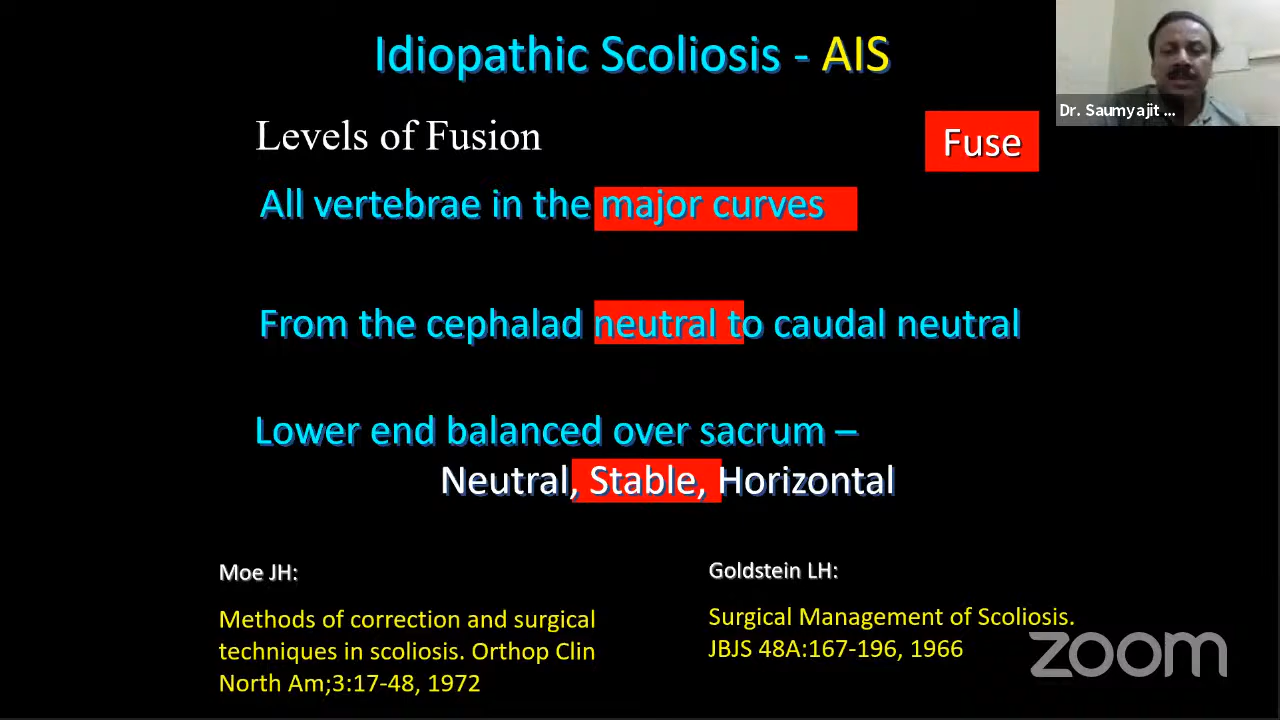 Idiopathic Scoliosis - AIS
Dr. Saumyajit ...
Levels of Fusion
Fuse
All vertebrae in the major curves
From the cephalad neutral to caudal neutral
Lower end balanced over sacrum –
Neutral, Stable, Horizontal
Moe JH:
Methods of correction and surgical
techniques in scoliosis. Orthop Clin
North Am;3:17-48, 1972
Goldstein LH:
Surgical Management of Scoliosis.
JBJS 48A:167-196, 1966
zoom